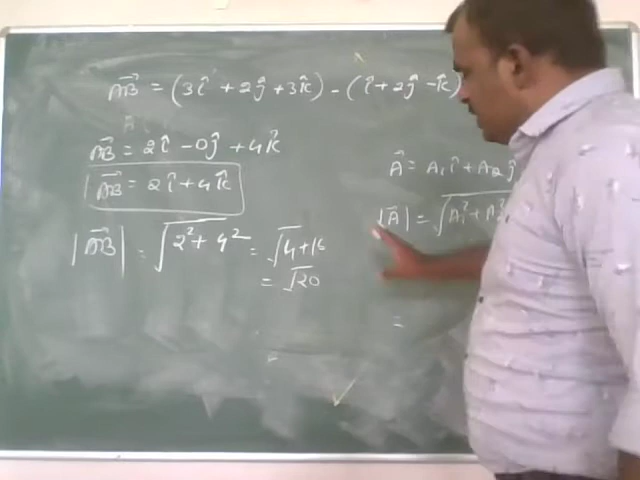 AB⃗ = (3î + 2ĵ + 3k̂) - (î + 2ĵ - k̂)
AB⃗ = 2î - 0ĵ + 4k̂
AB⃗ = 2î + 4k̂
|AB⃗| = √2² + 4² = √4 + 16
= √20
A⃗ = A₁î + A₂ĵ
|A⃗| = √A₁² + A₂²
=